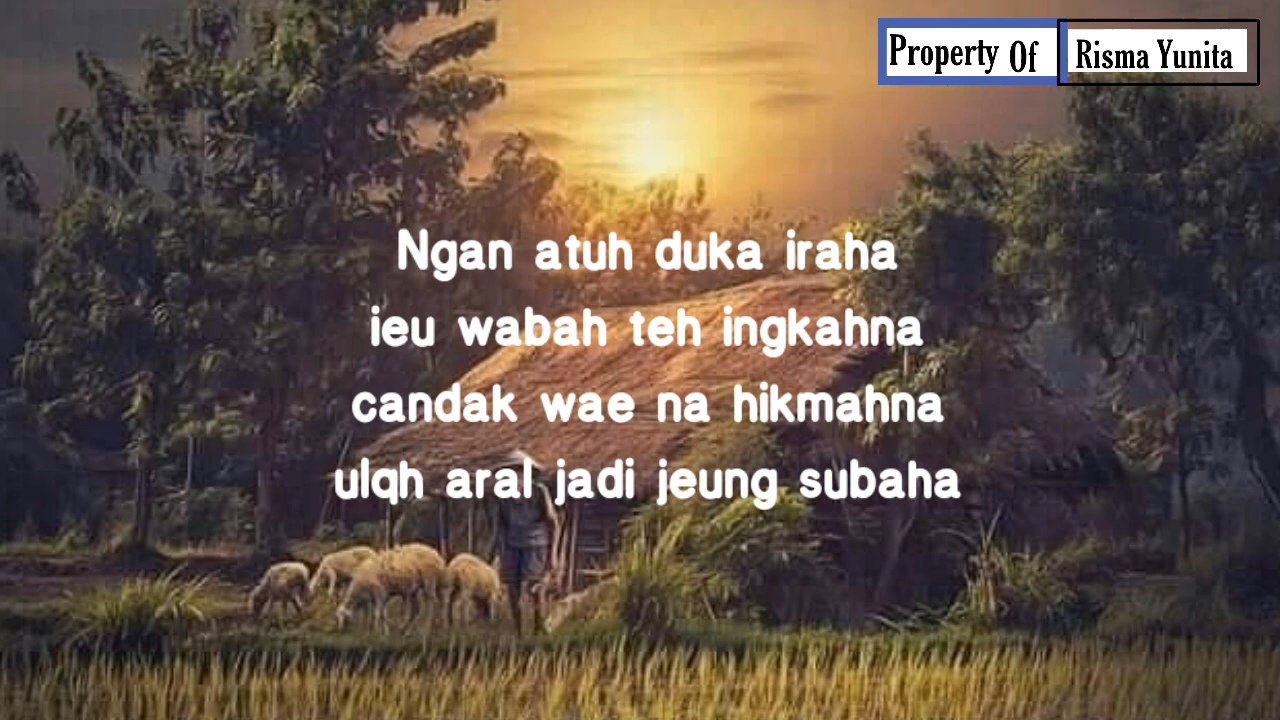 Property Of Risma Yunita
Ngan atuh duka iraha
ieu wabah teh ingkahna
candak wae na hikmahna
ulqh aral jadi jeung subaha